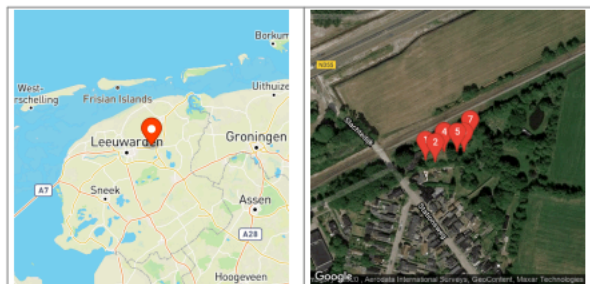 Borkum
West-
rschelling
Frisian Islands
Uithuize
Leeuwarden
Groningen
A7
Sneek
Assen
A28
Hoogeveen
N355
Stationsweg
1
2
4
5
7
Google
, Aerodata International Surveys, GeoContent, Maxar Technologies